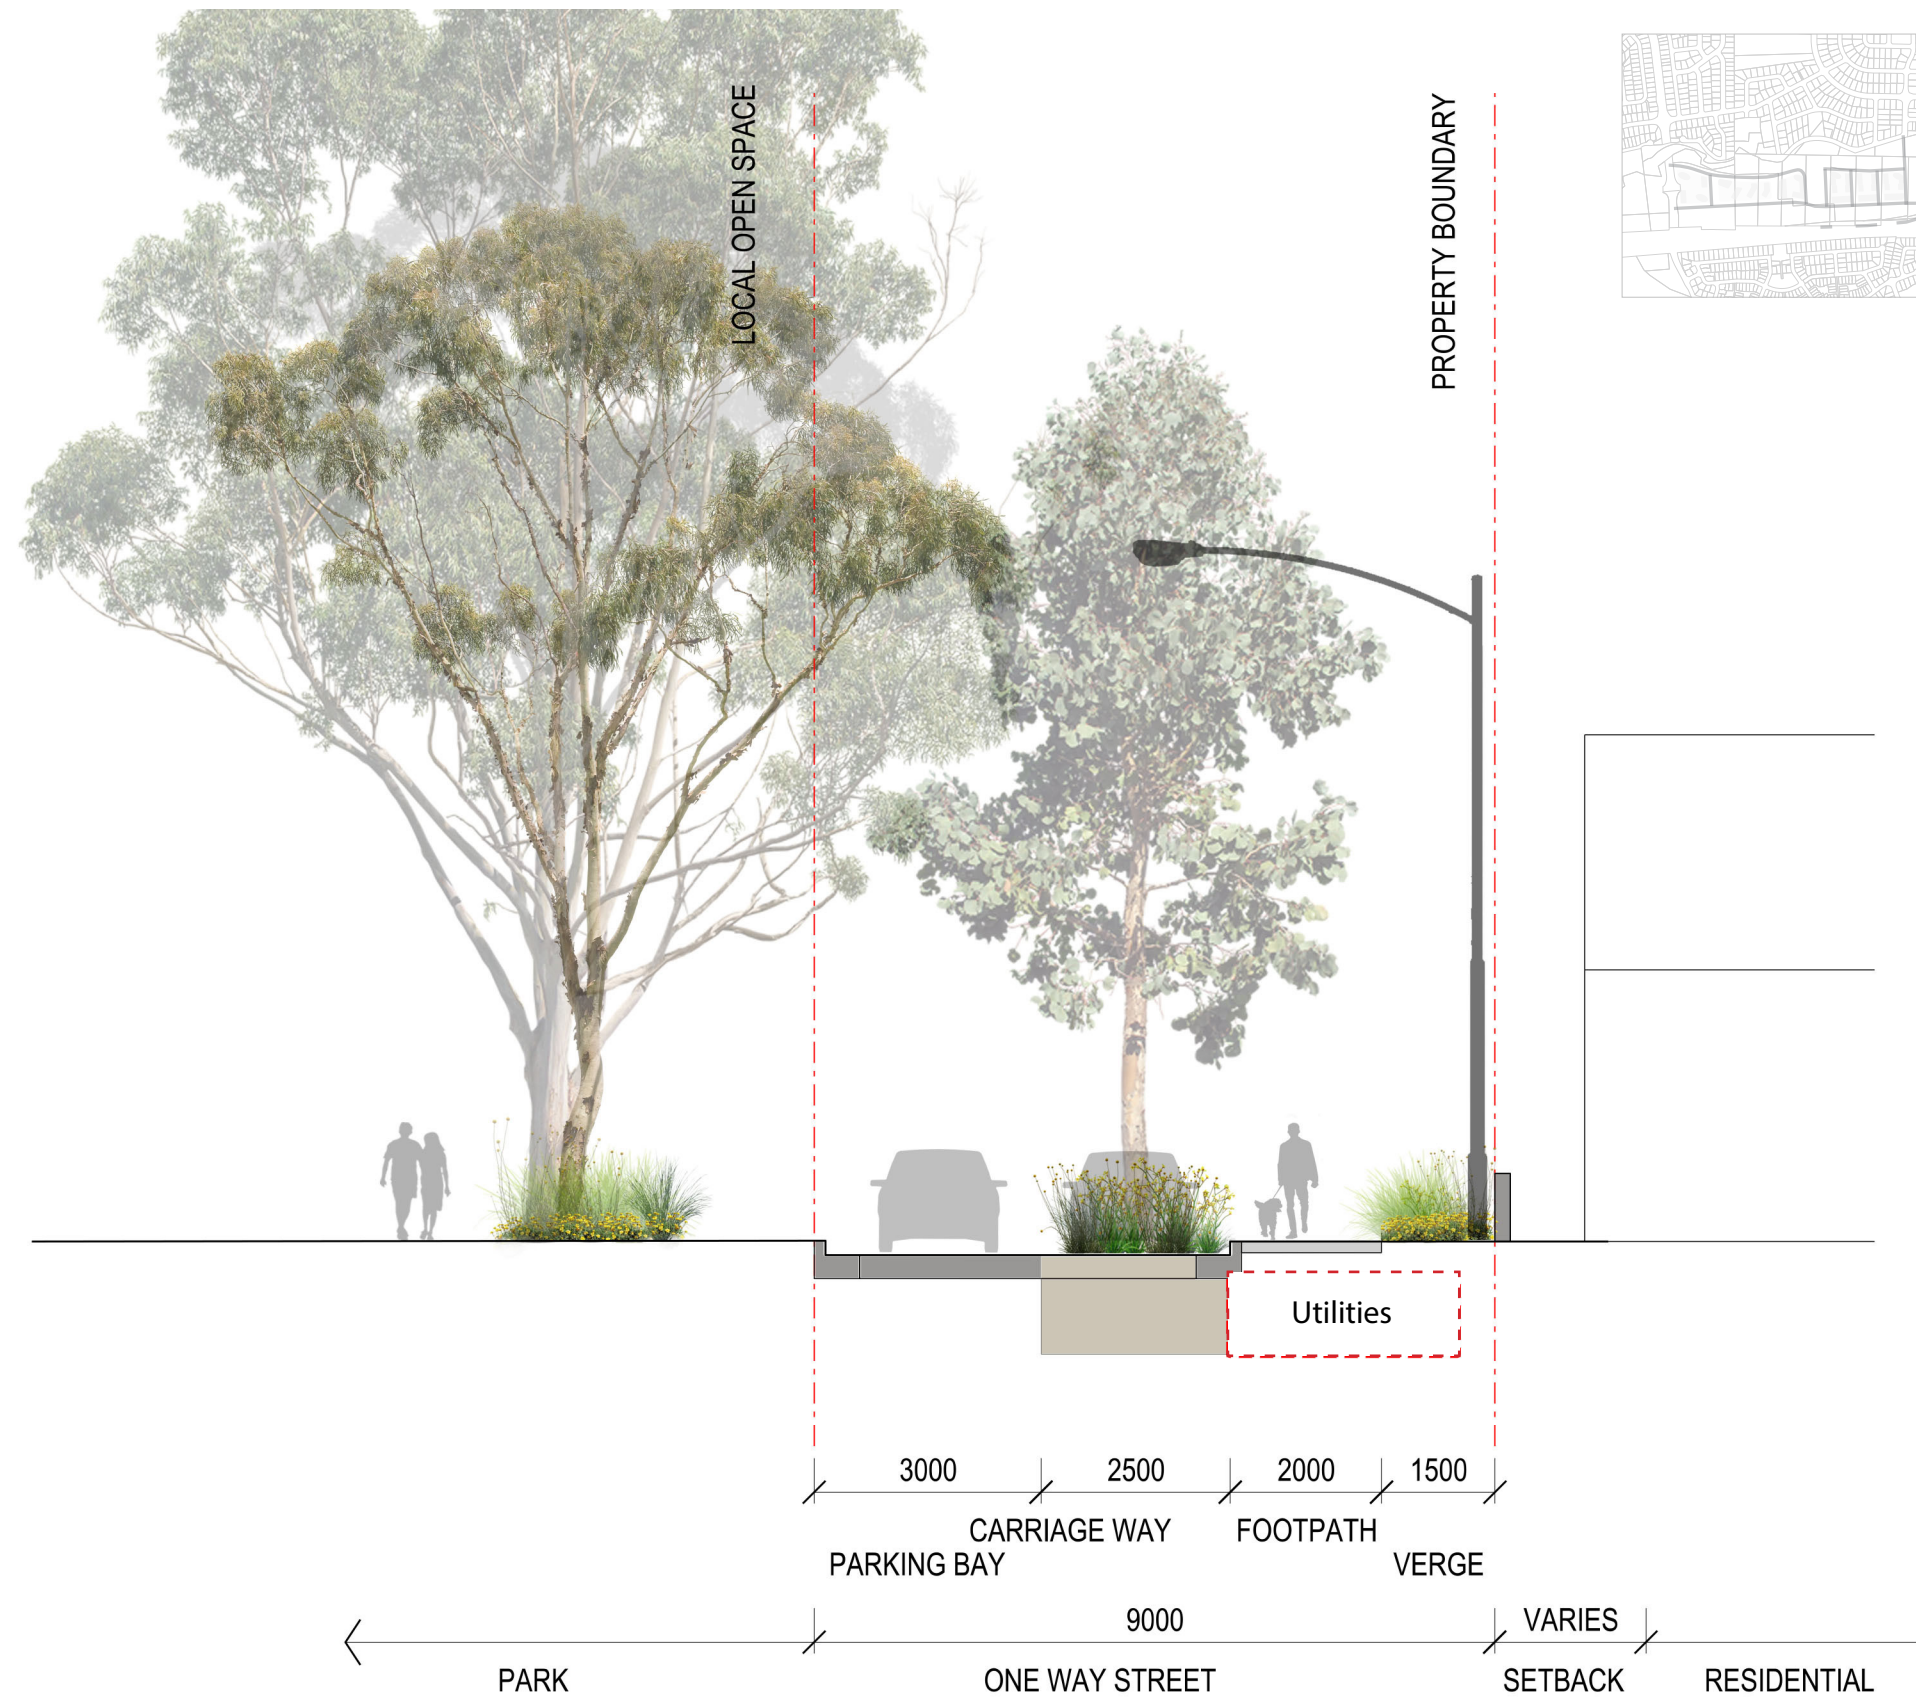 LOCAL OPEN SPACE
PROPERTY BOUNDARY
Utilities
3000
2500
2000
1500
CARRIAGE WAY
FOOTPATH
PARKING BAY
VERGE
9000
VARIES
PARK
ONE WAY STREET
SETBACK
RESIDENTIAL